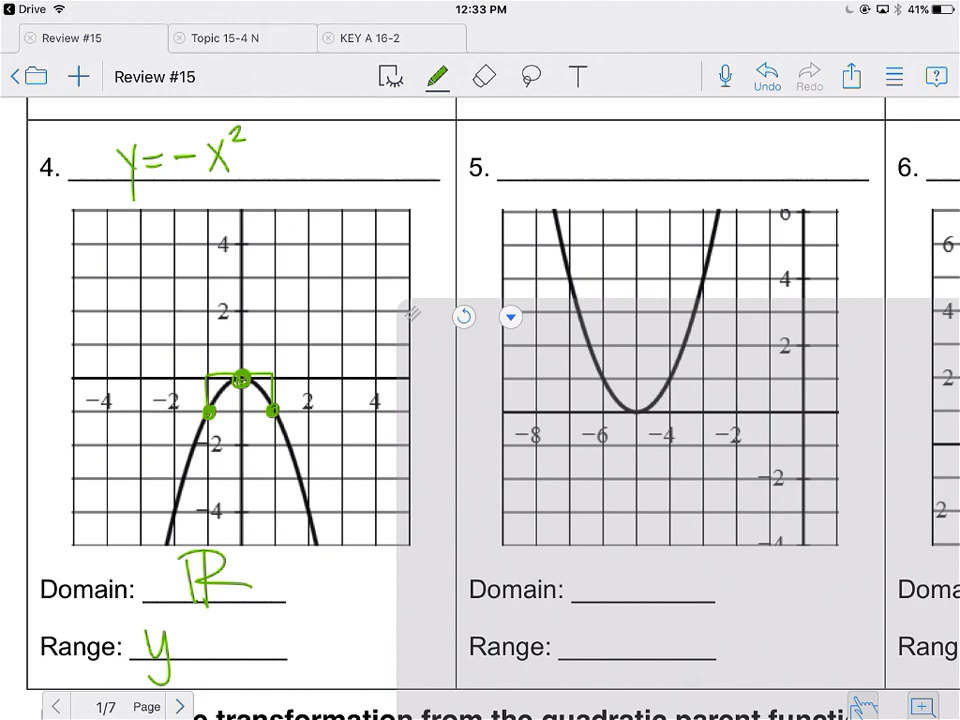 Drive 12:33 PM 41%
Review #15 Topic 15-4 N KEY A 16-2
Review #15 T Undo Redo ?
4. y = -x² 5. 6.
4
2
-4 -2 2 4
-2
-4
Domain: ℝ
Range: y
6
4
2
-8 -6 -4 -2
-2
-4
Domain:
Range:
6
4
2
2
Doma
Rang
1/7 Page
e transformation from the quadratic parent functi